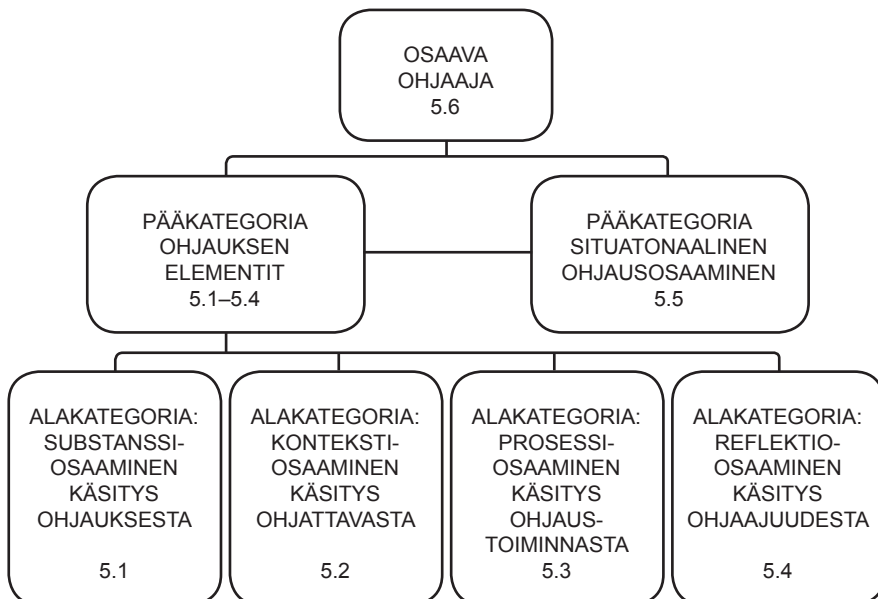 OSAAVA
OHJAAJA
5.6
PÄÄKATEGORIA
OHJAUKSEN
ELEMENTIT
5.1–5.4
PÄÄKATEGORIA
SITUATONAALINEN
OHJAUSOSAAMINEN
5.5
ALAKATEGORIA:
SUBSTANSSI-
OSAAMINEN
KÄSITYS
OHJAUKSESTA
5.1
ALAKATEGORIA:
KONTEKSTI-
OSAAMINEN
KÄSITYS
OHJATTAVASTA
5.2
ALAKATEGORIA:
PROSESSI-
OSAAMINEN
KÄSITYS
OHJAUS-
TOIMINNASTA
5.3
ALAKATEGORIA:
REFLEKTIO-
OSAAMINEN
KÄSITYS
OHJAAJUUDESTA
5.4